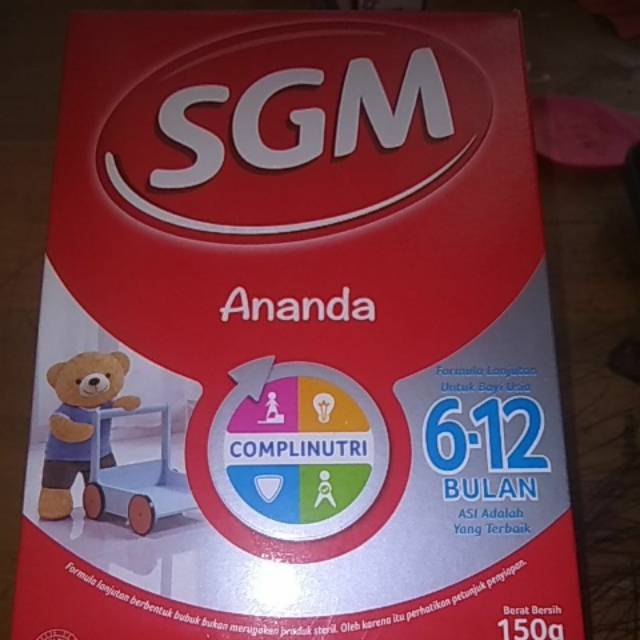 SGM
Ananda
COMPLINUTRI
Formula Lanjutan
Untuk Bayi Usia
6-12
BULAN
ASI Adalah
Yang Terbaik
Formula lanjutan berbentuk bubuk bukan merupakan produk steril. Oleh karena itu perhatikan petunjuk penyiapan.
Berat Bersih
150g